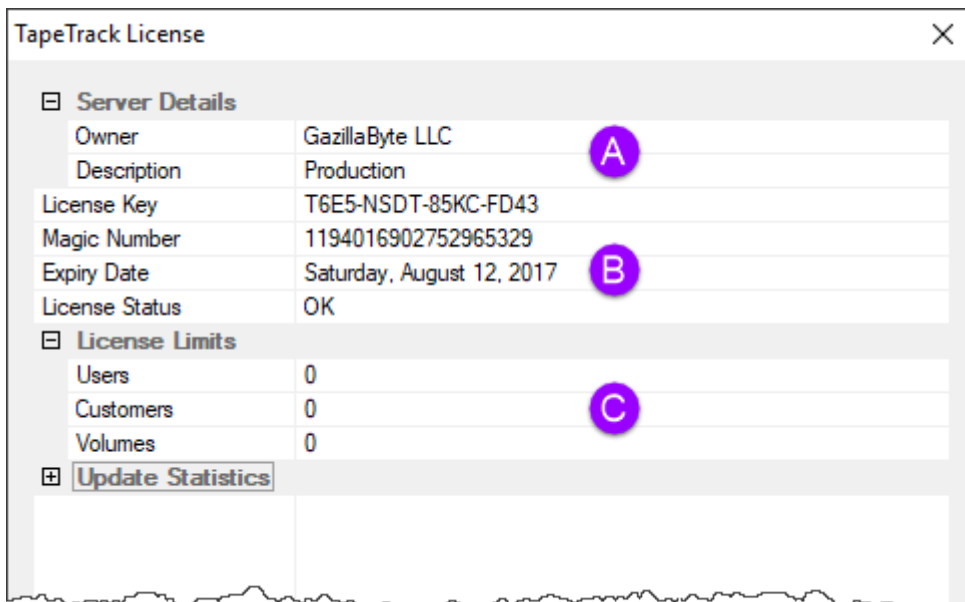 TapeTrack License
Server Details
Owner GazillaByte LLC
A
Description Production
License Key T6E5-NSDT-85KC-FD43
Magic Number 1194016902752965329
Expiry Date Saturday, August 12, 2017 B
License Status OK
License Limits
Users 0
Customers 0 C
Volumes 0
Update Statistics